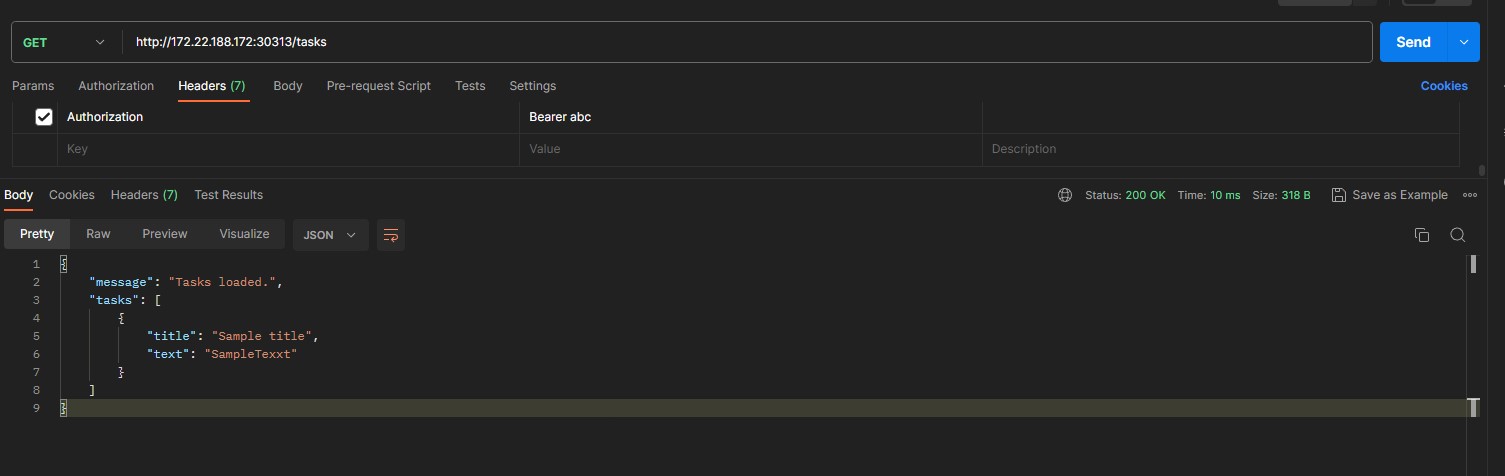 GET http://172.22.188.172:30313/tasks Send
Params Authorization Headers (7) Body Pre-request Script Tests Settings Cookies
Authorization Bearer abc
Key Value Description
Body Cookies Headers (7) Test Results Status: 200 OK Time: 10 ms Size: 318 B Save as Example
Pretty Raw Preview Visualize JSON
1 {
2 "message": "Tasks loaded.",
3 "tasks": [
4 {
5 "title": "Sample title",
6 "text": "SampleTexxt"
7 }
8 ]
9 }